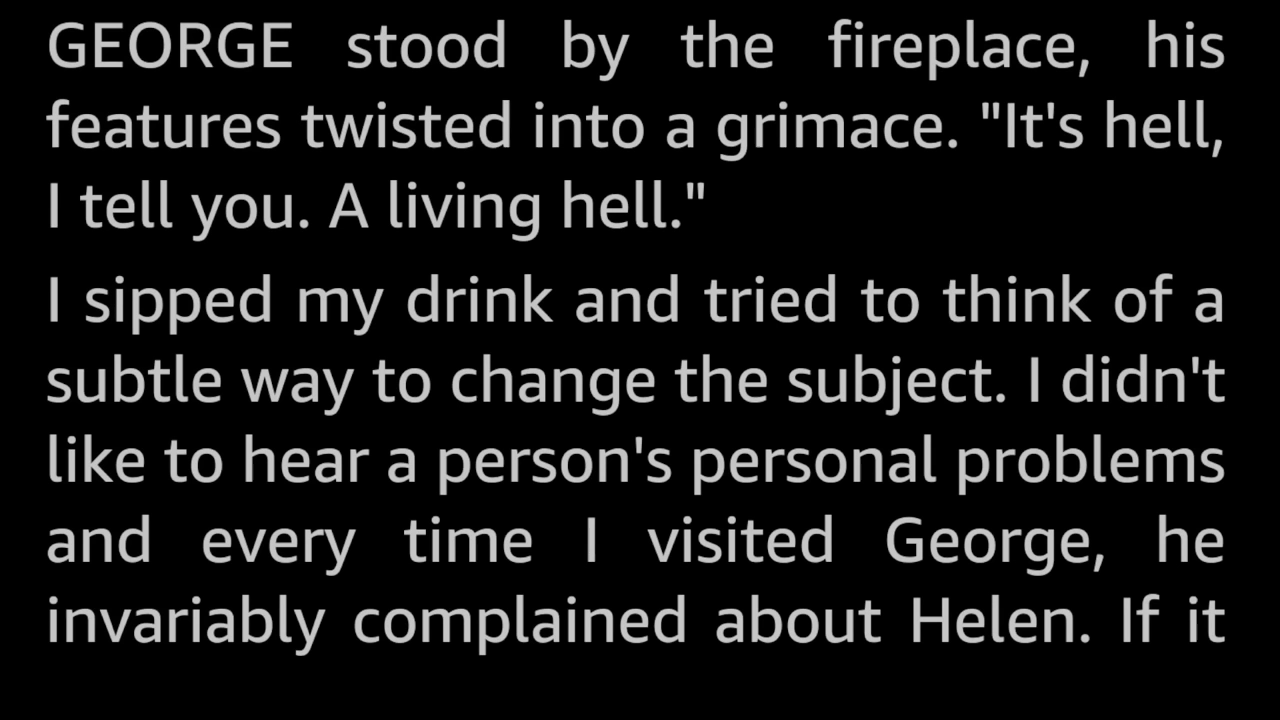 GEORGE stood by the fireplace, his
features twisted into a grimace. "It's hell,
I tell you. A living hell."
I sipped my drink and tried to think of a
subtle way to change the subject. I didn't
like to hear a person's personal problems
and every time I visited George, he
invariably complained about Helen. If it